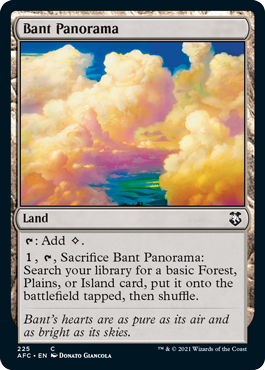 Bant Panorama
Land
: Add .
1, , Sacrifice Bant Panorama:
Search your library for a basic Forest,
Plains, or Island card, put it onto the
battlefield tapped, then shuffle.
Bant's hearts are as pure as its air and
as bright as its skies.
225 C
AFC • EN Donato Giancola
™ & © 2021 Wizards of the Coast